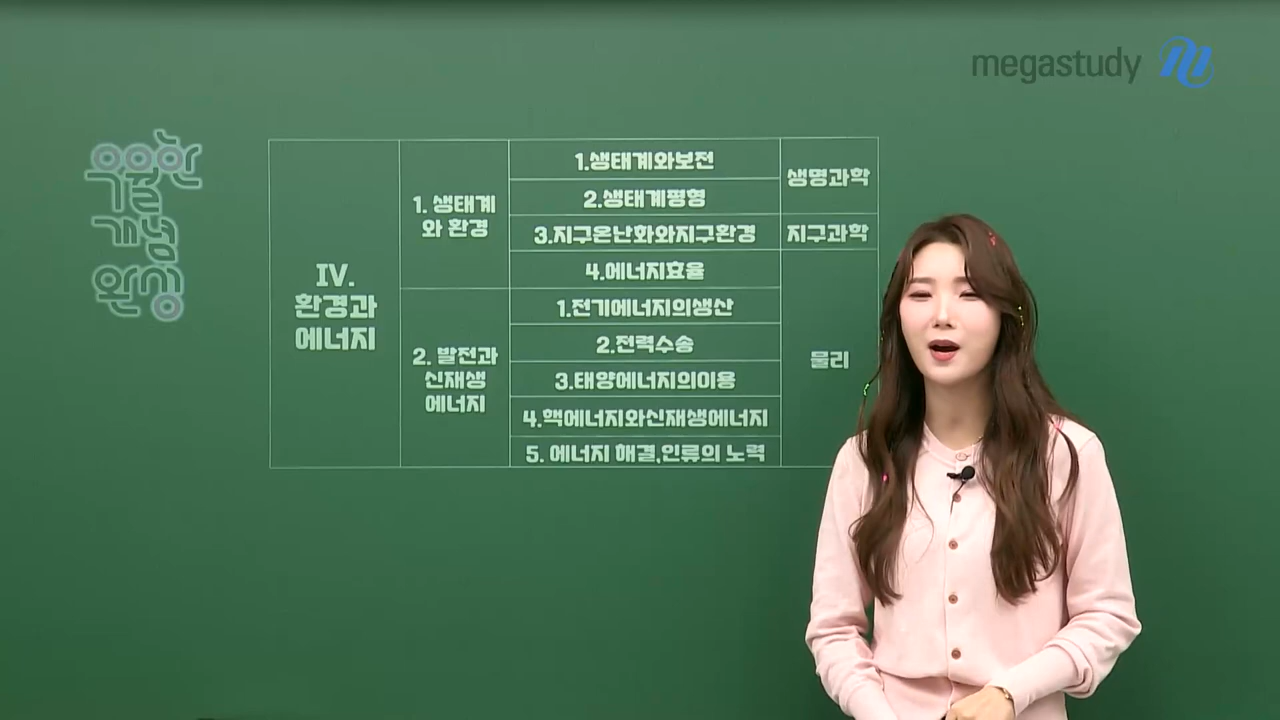 megastudy
우월한
개념
완성
IV.
환경과
에너지
1. 생태계
와 환경
1.생태계와보전
2.생태계평형
3.지구온난화와지구환경
4.에너지효율
2. 발전과
신재생
에너지
1.전기에너지의생산
2.전력수송
3.태양에너지의이용
4.핵에너지와신재생에너지
5. 에너지 해결,인류의 노력
생명과학
지구과학
물리